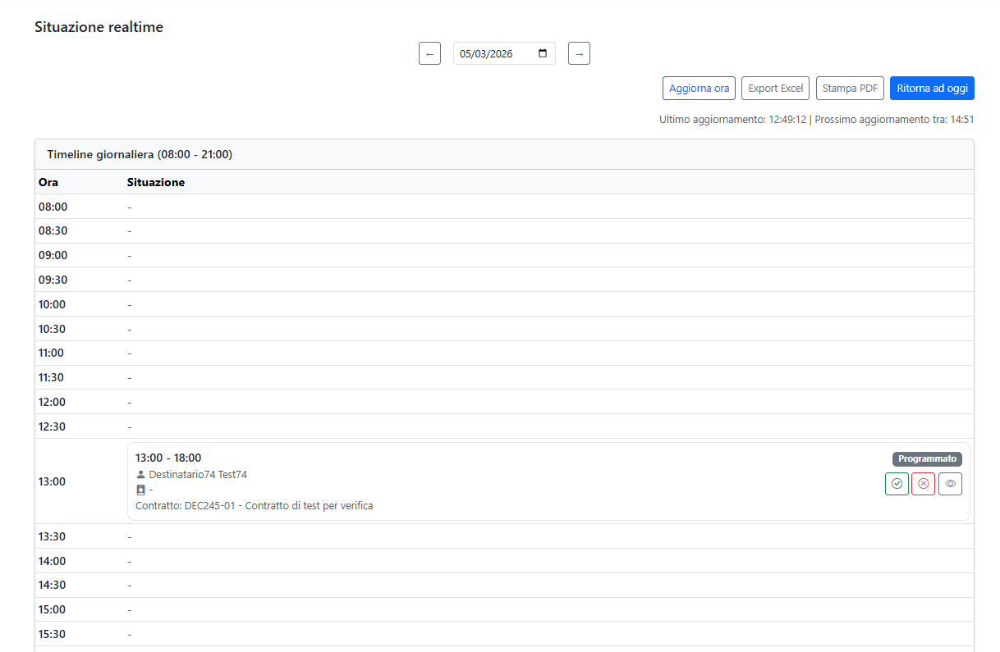 Situazione realtime
← 05/03/2026 →
Aggiorna ora Export Excel Stampa PDF Ritorna ad oggi
Ultimo aggiornamento: 12:49:12 | Prossimo aggiornamento tra: 14:51
Timeline giornaliera (08:00 - 21:00)
Ora Situazione
08:00 -
08:30 -
09:00 -
09:30 -
10:00 -
10:30 -
11:00 -
11:30 -
12:00 -
12:30 -
13:00
13:00 - 18:00 Programmato
Destinatario74 Test74
-
Contratto: DEC245-01 - Contratto di test per verifica
13:30 -
14:00 -
14:30 -
15:00 -
15:30 -